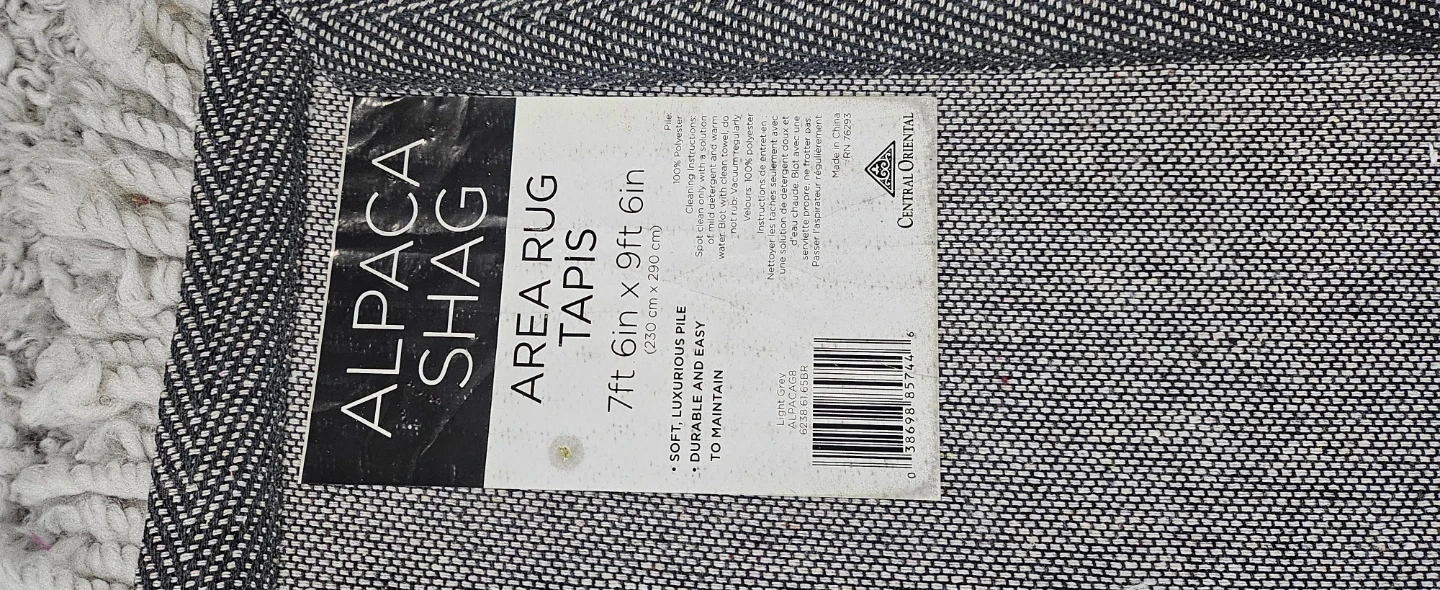 ALPACA
SHAG
AREA RUG
TAPIS
7ft 6in x 9ft 6in
(230 cm x 290 cm)
• SOFT, LUXURIOUS PILE
• DURABLE AND EASY
TO MAINTAIN
Pile:
100% Polyester
Cleaning Instructions:
Spot clean only with a solution
of mild detergent and warm
water. Blot with clean towel, do
not rub. Vacuum regularly
Velours: 100% polyester
Instructions de entretien
Nettoyer les taches seulement avec
une solution de détergent doux et
d'eau chaude. Blot avec une
serviette propre, ne frotter pas.
Passer l'aspirateur régulièrement
Made in China
RN 76293
Light Grey
ALPACAG8
6238.61.65BR
0 38698 85744 6
CENTRAL ORIENTAL